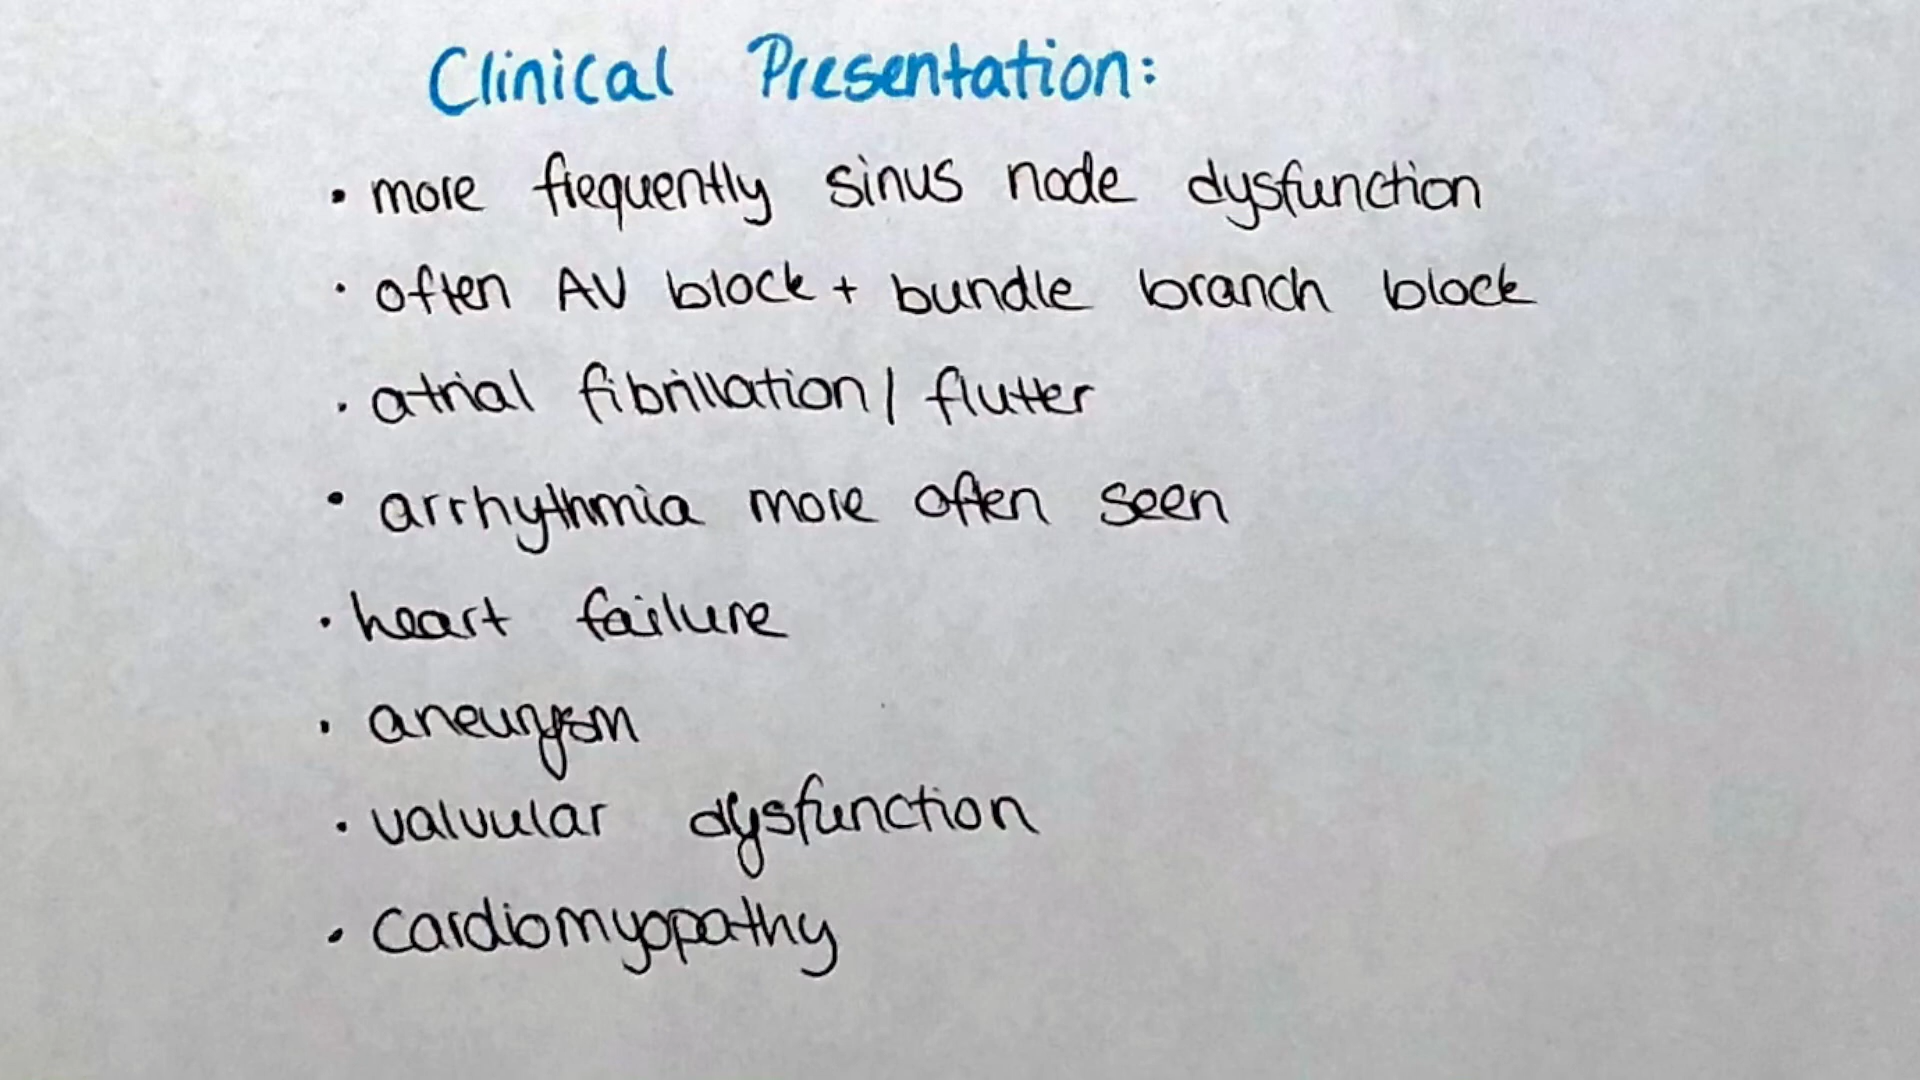 Clinical Presentation:
• more frequently sinus node dysfunction
• often AV block + bundle branch block
• atrial fibrillation / flutter
• arrhythmia more often seen
• heart failure
• aneurysm
• valvular dysfunction
• cardiomyopathy